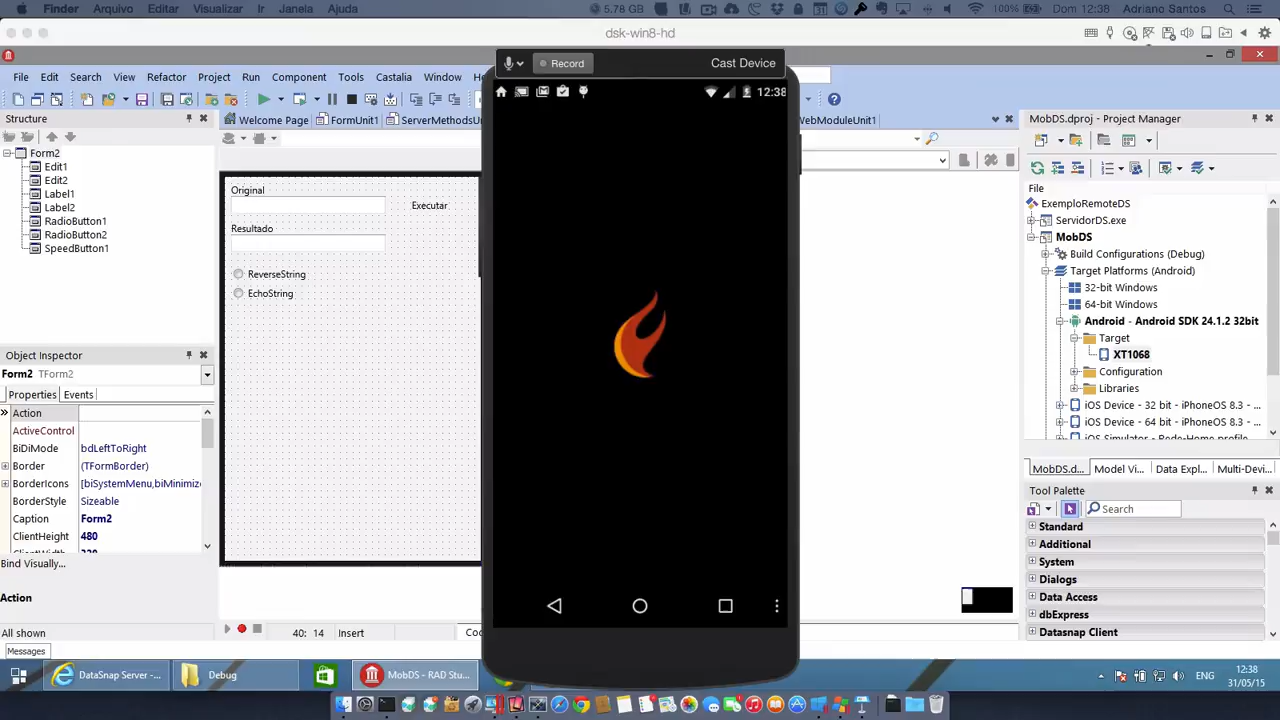 Finder Arquivo Editar Visualizar Ir Janela Ajuda 5.78 GB 100% Dom 12:38 Adriano Santos
dsk-win8-hd
File Edit Search View Refactor Project Run Component Tools Castalia Window
Welcome Page FormUnit1 ServerMethodsU WebModuleUnit1
Structure
Form2
Edit1
Edit2
Label1
Label2
RadioButton1
RadioButton2
SpeedButton1
Object Inspector
Form2 TForm2
Properties Events
Action
ActiveControl
BiDiMode bdLeftToRight
Border (TFormBorder)
BorderIcons [biSystemMenu,biMinimiz
BorderStyle Sizeable
Caption Form2
ClientHeight 480
ClientWidth 320
Bind Visually...
Action
All shown
Messages
Original
Executar
Resultado
ReverseString
EchoString
40: 14 Insert
Record Cast Device
12:38
MobDS.dproj - Project Manager
File
ExemploRemoteDS
ServidorDS.exe
MobDS
Build Configurations (Debug)
Target Platforms (Android)
32-bit Windows
64-bit Windows
Android - Android SDK 24.1.2 32bit
Target
XT1068
Configuration
Libraries
iOS Device - 32 bit - iPhoneOS 8.3 - ...
iOS Device - 64 bit - iPhoneOS 8.3 - ...
iOS Simulator - Rede-Home profile
MobDS.d... Model Vi... Data Expl... Multi-Devi...
Tool Palette
Search
Standard
Additional
System
Dialogs
Data Access
dbExpress
Datasnap Client
DataSnap Server -... Debug MobDS - RAD Stu...
ENG
12:38
31/05/15